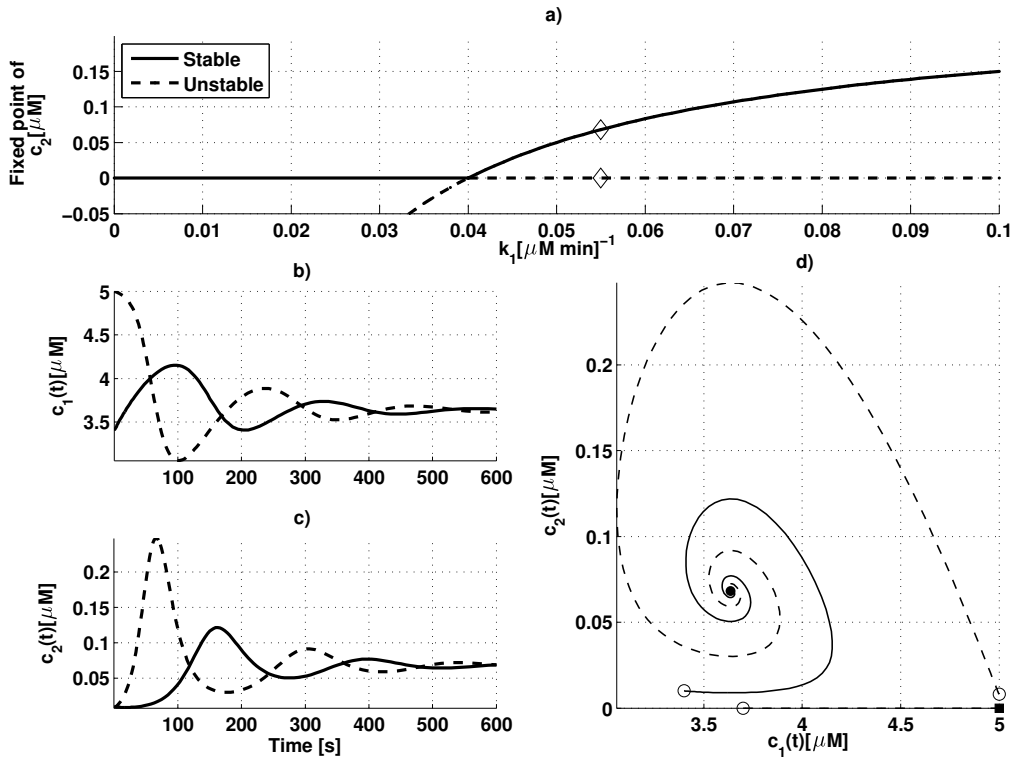 a)
Fixed point of
c₂[μM]
0.15
0.1
0.05
0
−0.05
Stable
Unstable
0 0.01 0.02 0.03 0.04 0.05 0.06 0.07 0.08 0.09 0.1
k₁[μM min]⁻¹
b)
c₁(t)[μM]
5
4.5
4
3.5
100 200 300 400 500 600
c)
c₂(t)[μM]
0.2
0.15
0.1
0.05
100 200 300 400 500 600
Time [s]
d)
c₂(t)[μM]
0.2
0.15
0.1
0.05
0
3.5 4 4.5 5
c₁(t)[μM]